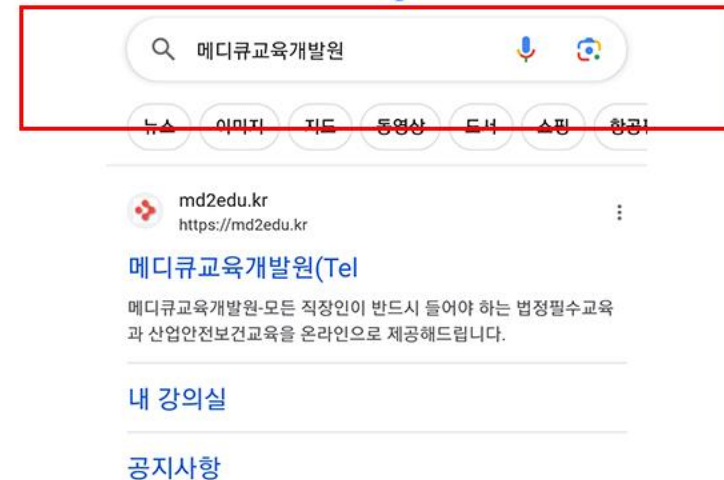 메디큐교육개발원
뉴스 이미지 지도 동영상 도서 쇼핑
md2edu.kr
https://md2edu.kr
메디큐교육개발원(Tel
메디큐교육개발원-모든 직장인이 반드시 들어야 하는 법정필수교육
과 산업안전보건교육을 온라인으로 제공해드립니다.
내 강의실
공지사항